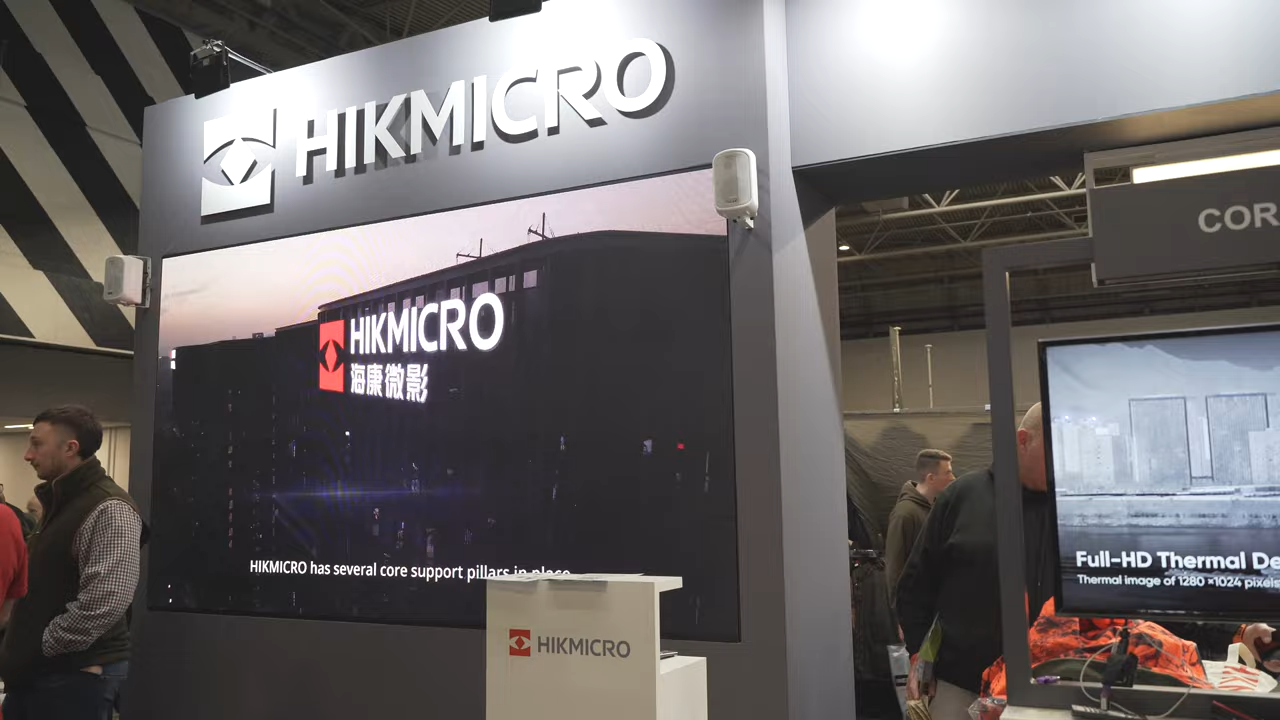 HIKMICRO
HIKMICRO
海康微影
HIKMICRO has several core support pillars in place
HIKMICRO
COR
Full-HD Thermal De
Thermal image of 1280 ×1024 pixels